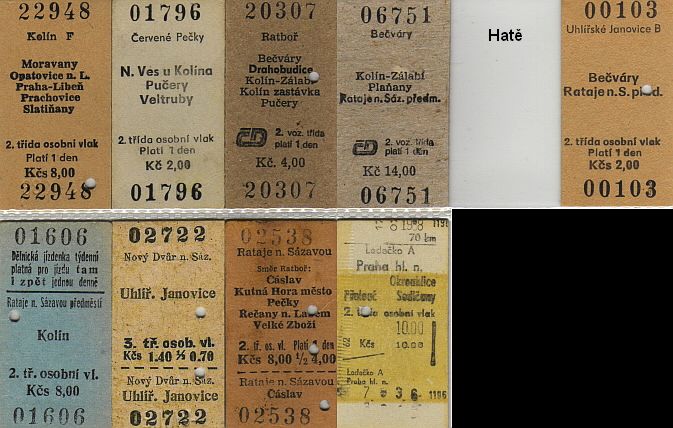 22948
Kolín F
Moravany
Opatovice n. L.
Praha-Libeň
Prachovice
Slatiňany
2. třída osobní vlak
Platí 1 den
Kčs 8,00
22948
01796
Červené Pečky
N. Ves u Kolína
Pučery
Veltruby
2. třída osobní vlak
Platí 1 den
Kč 2,00
01796
20307
Ratboř
Bečváry
Drahobudice
Kolín-Zálabí
Kolín zastávka
Pučery
ČD 2. voz. třída
platí 1 den
Kč. 4,00
20307
06751
Bečváry
Kolín-Zálabí
Plaňany
Rataje n. Sáz. předm.
ČD 2. voz. třída
platí 1 den
Kč 14,00
06751
Hatě
00103
Uhlířské Janovice B
Bečváry
Rataje n.S. před.
2. třída osobní vlak
Platí 1 den
Kčs 2,00
00103
01606
Dělnická jízdenka týdenní
platná pro jízdu tam
i zpět jednou denně
Rataje n. Sázavou předměstí
Kolín
2. tř. osobní vl.
Kčs 8,00
01606
02722
Nový Dvůr n. Sáz.
Uhlíř. Janovice
3. tř. osob. vl.
Kčs 1.40 ½ 0.70
Nový Dvůr n. Sáz.
Uhlíř. Janovice
02722
02538
Rataje n. Sázavou
Směr Ratboř:
Čáslav
Kutná Hora město
Pečky
Rečany n. Labem
Velké Zboží
2. tř. os. vl. Platí 1 den
Kčs 8,00 ½ 4,00
Rataje n. Sázavou
Čáslav
02538
70 km
Ledečko A
Praha hl. n.
Okrouhlice
2. třída osobní vlak
10.00
Kčs 10.00
Ledečko A
Praha hl. n.
1196